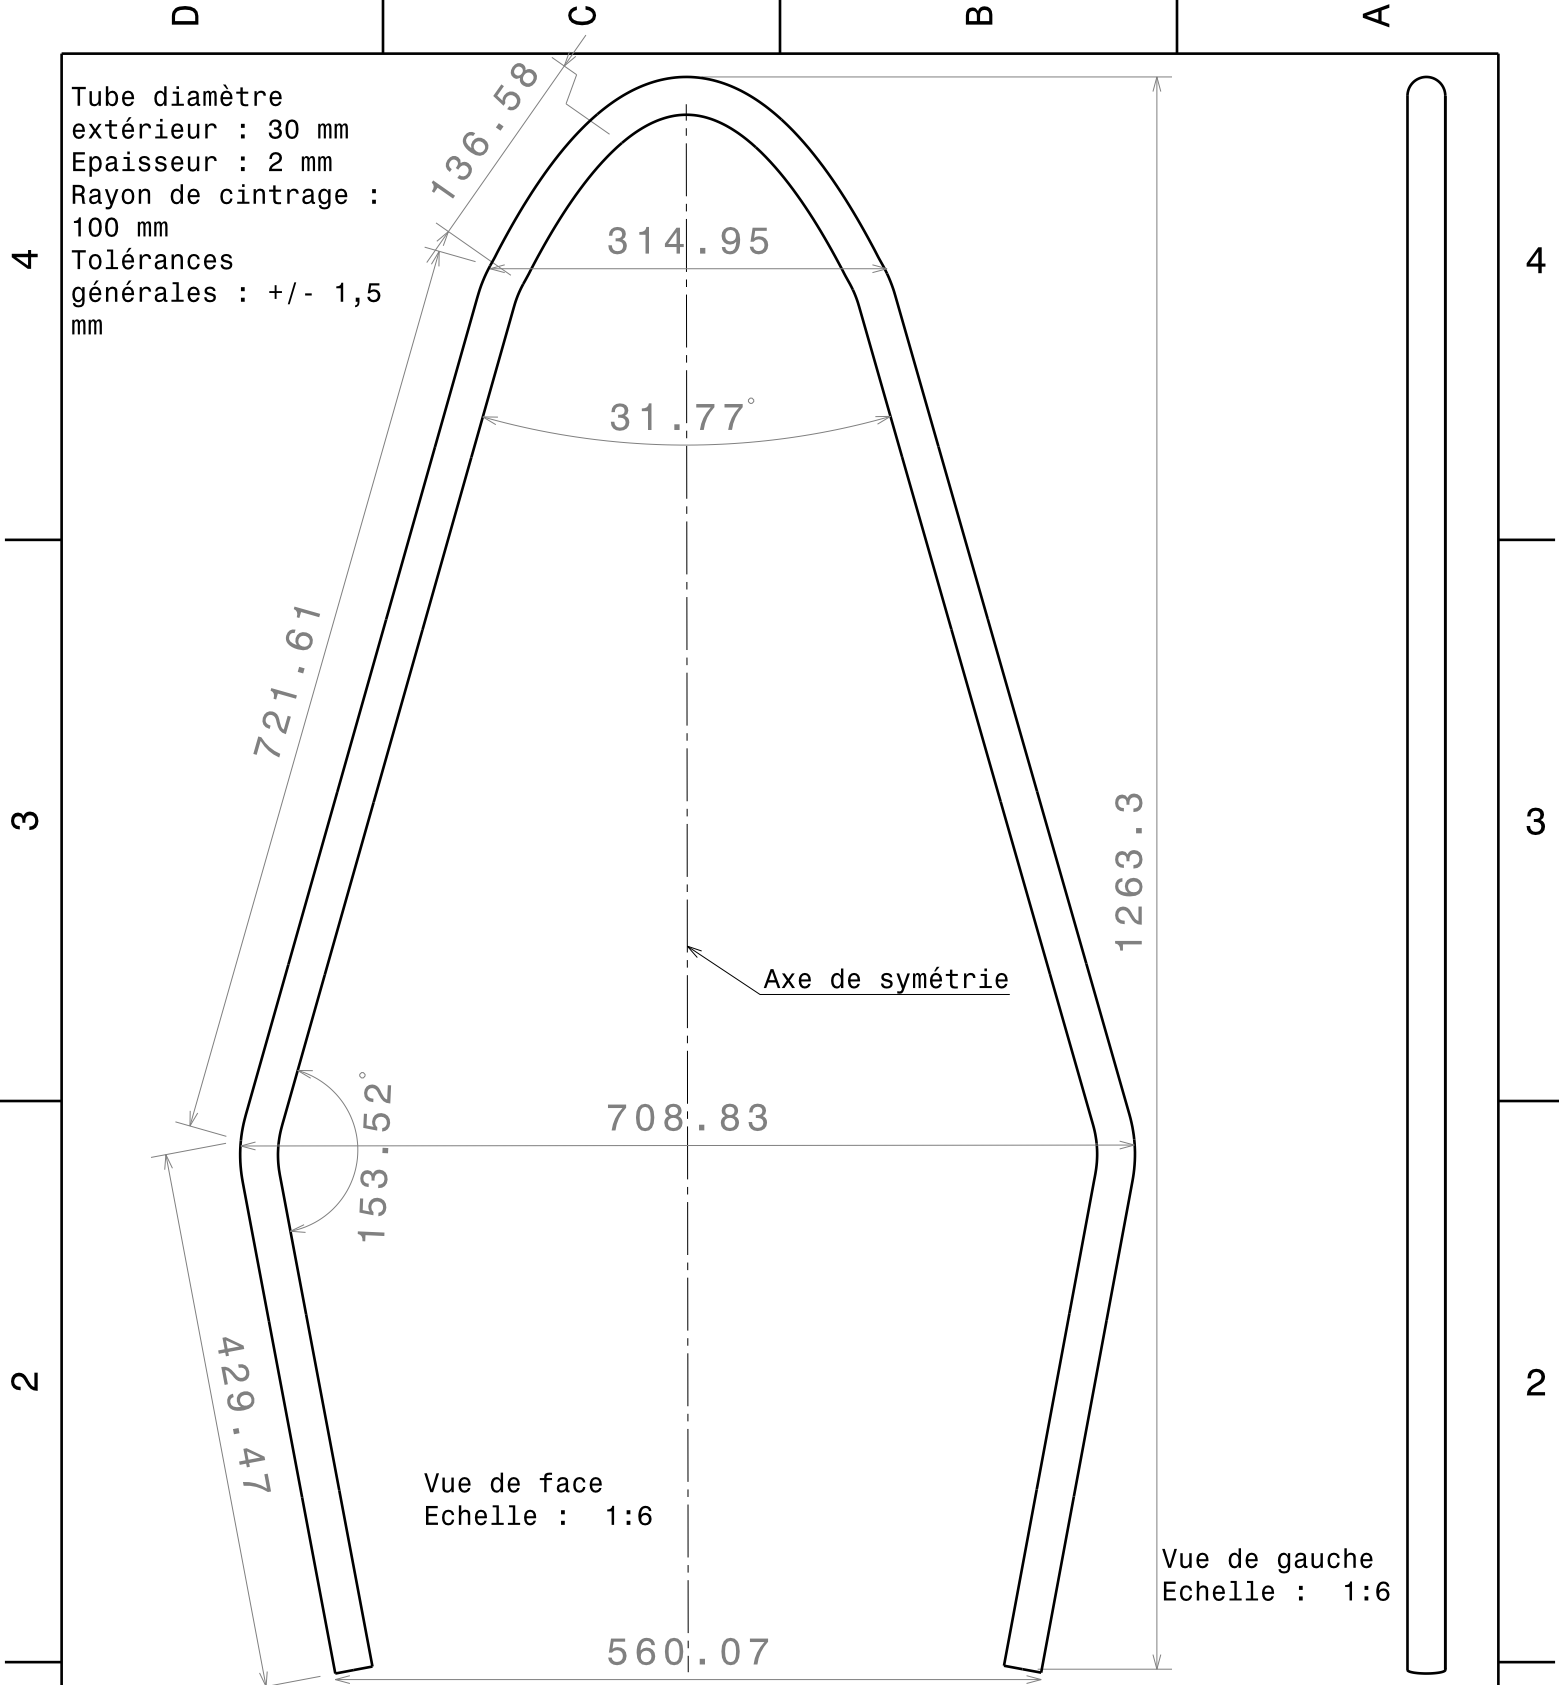 D
C
B
A
Tube diamètre
extérieur : 30 mm
Epaisseur : 2 mm
Rayon de cintrage :
100 mm
Tolérances
générales : +/- 1,5
mm
136.58
314.95
4
4
31.77°
721.61
3
3
1263.3
Axe de symétrie
153.52°
708.83
429.47
2
2
Vue de face
Echelle :  1:6
Vue de gauche
Echelle :  1:6
560.07